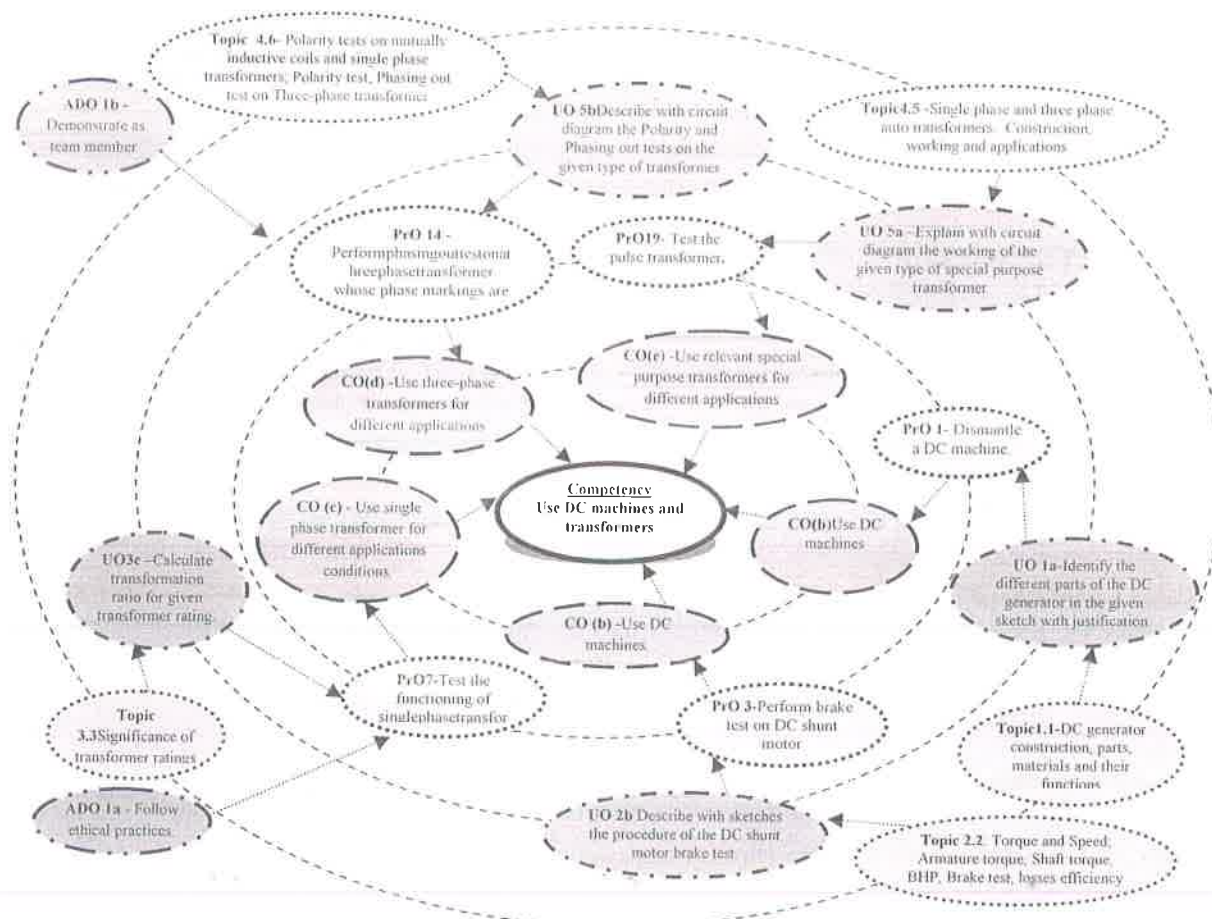 Topic 4.6- Polarity tests on mutually
inductive coils and single phase
transformers; Polarity test, Phasing out
test on Three-phase transformer
ADO 1b -
Demonstrate as
team member
UO 5bDescribe with circuit
diagram the Polarity and
Phasing out tests on the
given type of transformer
Topic4.5 -Single phase and three phase
auto transformers. Construction,
working and applications
PrO 14 -
Performphasingouttestonat
hreephasetransformer
whose phase markings are
PrO19- Test the
pulse transformer.
UO 5a - Explain with circuit
diagram the working of the
given type of special purpose
transformer
CO(d) -Use three-phase
transformers for
different applications
CO(e) -Use relevant special
purpose transformers for
different applications
PrO 1- Dismantle
a DC machine.
Competency
Use DC machines and
transformers
CO (c) - Use single
phase transformer for
different applications
conditions
CO(b)Use DC
machines
UO3c –Calculate
transformation
ratio for given
transformer rating.
UO 1a-Identify the
different parts of the DC
generator in the given
sketch with justification
CO (b) -Use DC
machines
PrO7-Test the
functioning of
singlephasetransfor
PrO 3-Perform brake
test on DC shunt
motor
Topic
3.3Significance of
transformer ratings
Topic1.1-DC generator
construction, parts,
materials and their
functions
ADO 1a - Follow
ethical practices.
UO 2b Describe with sketches
the procedure of the DC shunt
motor brake test
Topic 2.2. Torque and Speed;
Armature torque, Shaft torque,
BHP, Brake test, losses efficiency